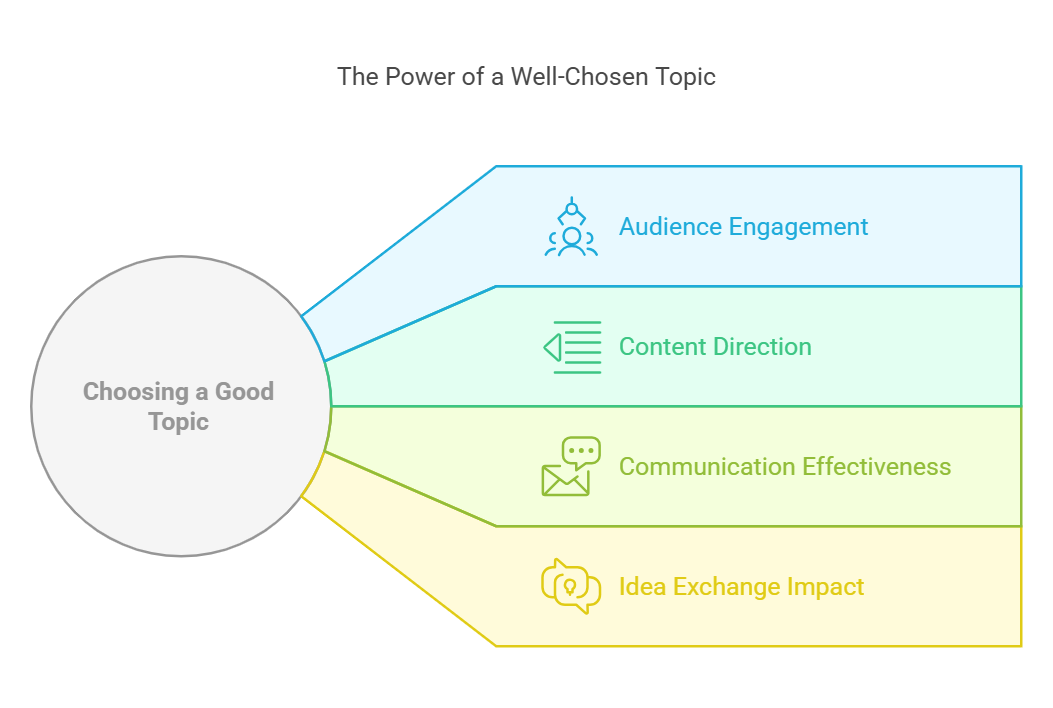 The Power of a Well-Chosen Topic
Audience Engagement
Content Direction
Choosing a Good
Topic
Communication Effectiveness
Idea Exchange Impact